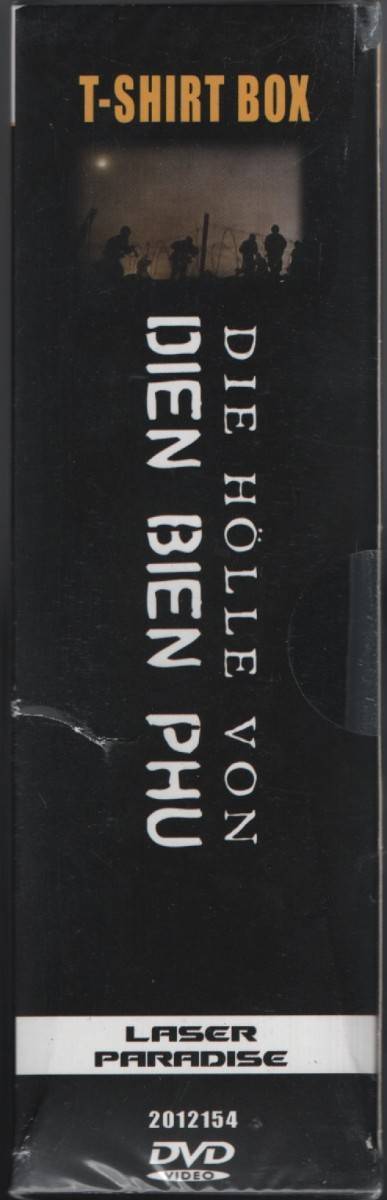 T-SHIRT BOX
DIE HÖLLE VON
DIEN BIEN PHU
LASER
PARADISE
2012154
DVD
VIDEO